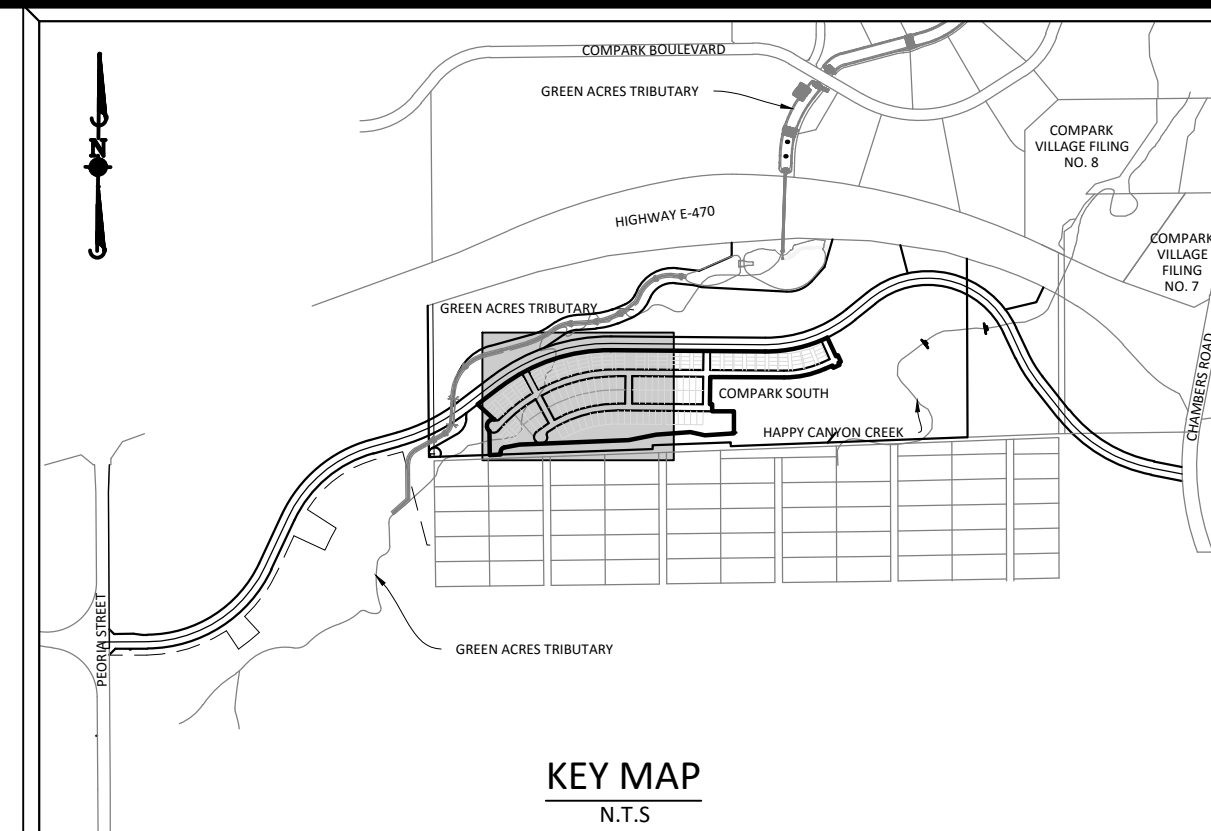 COMPARK BOULEVARD
GREEN ACRES TRIBUTARY
COMPARK
VILLAGE FILING
NO. 8
N
HIGHWAY E-470
COMPARK
VILLAGE
FILING
NO. 7
GREEN ACRES TRIBUTARY
CHAMBERS ROAD
COMPARK SOUTH
HAPPY CANYON CREEK
PEORIA STREET
GREEN ACRES TRIBUTARY
KEY MAP
N.T.S